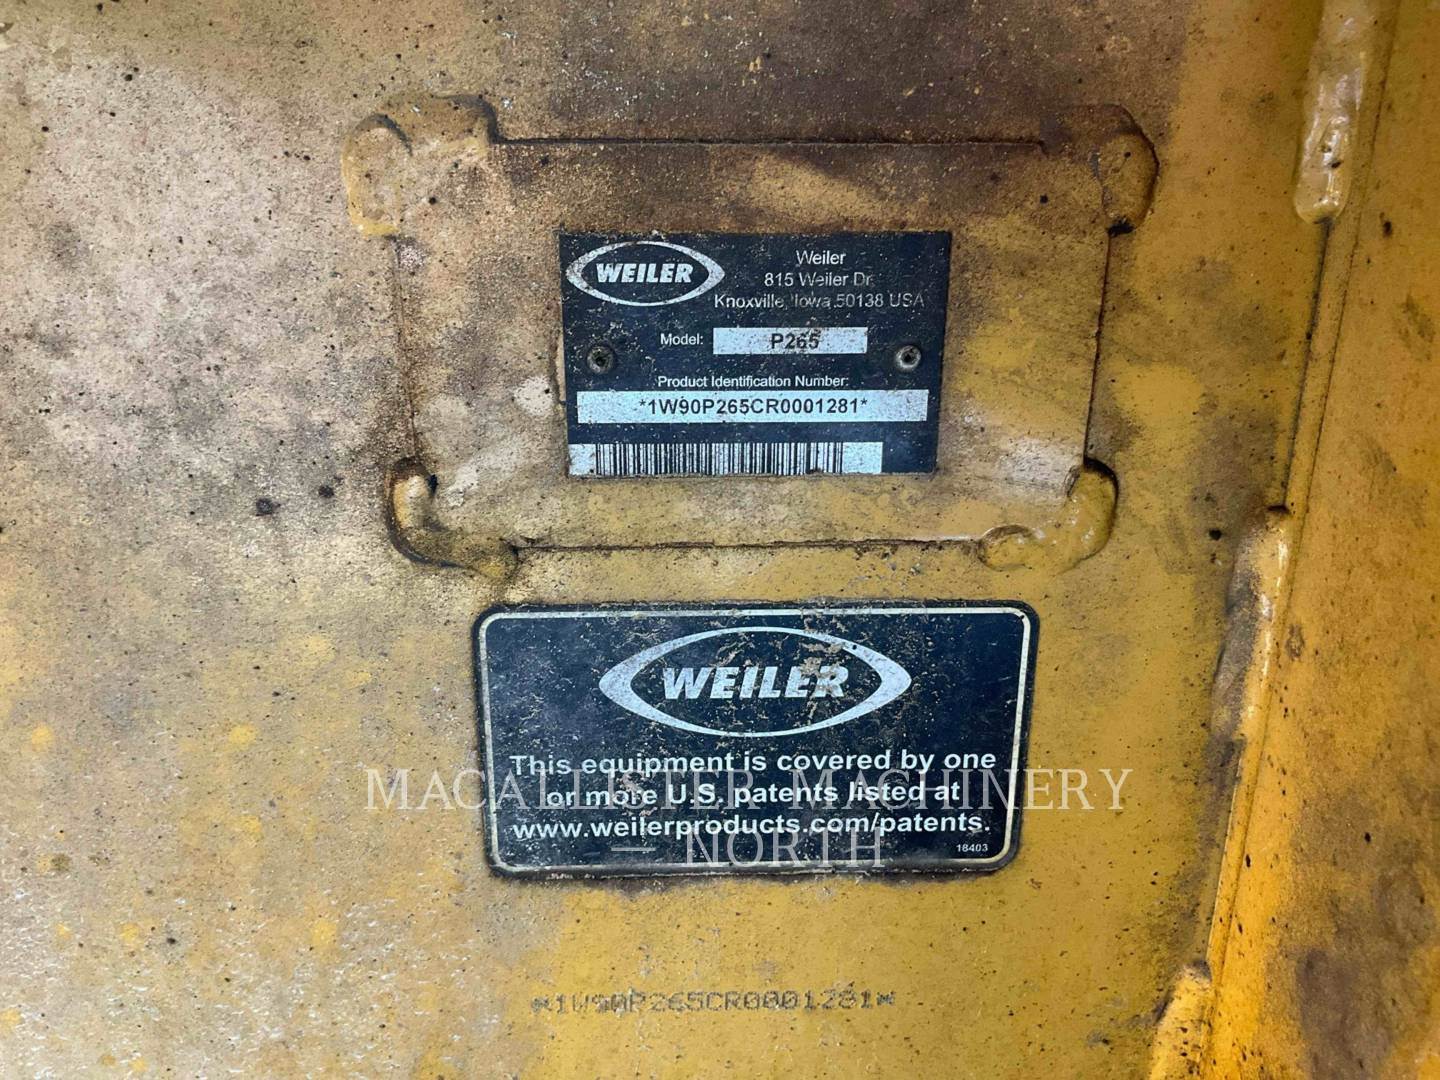 WEILER
Weiler
815 Weiler Dr
Knoxville, Iowa 50138 USA
Model: P265
Product Identification Number:
*1W90P265CR0001281*
WEILER
This equipment is covered by one
or more U.S. patents listed at
www.weilerproducts.com/patents.
18403
MACALLISTER MACHINERY
— NORTH
*1W90P265CR0001281*